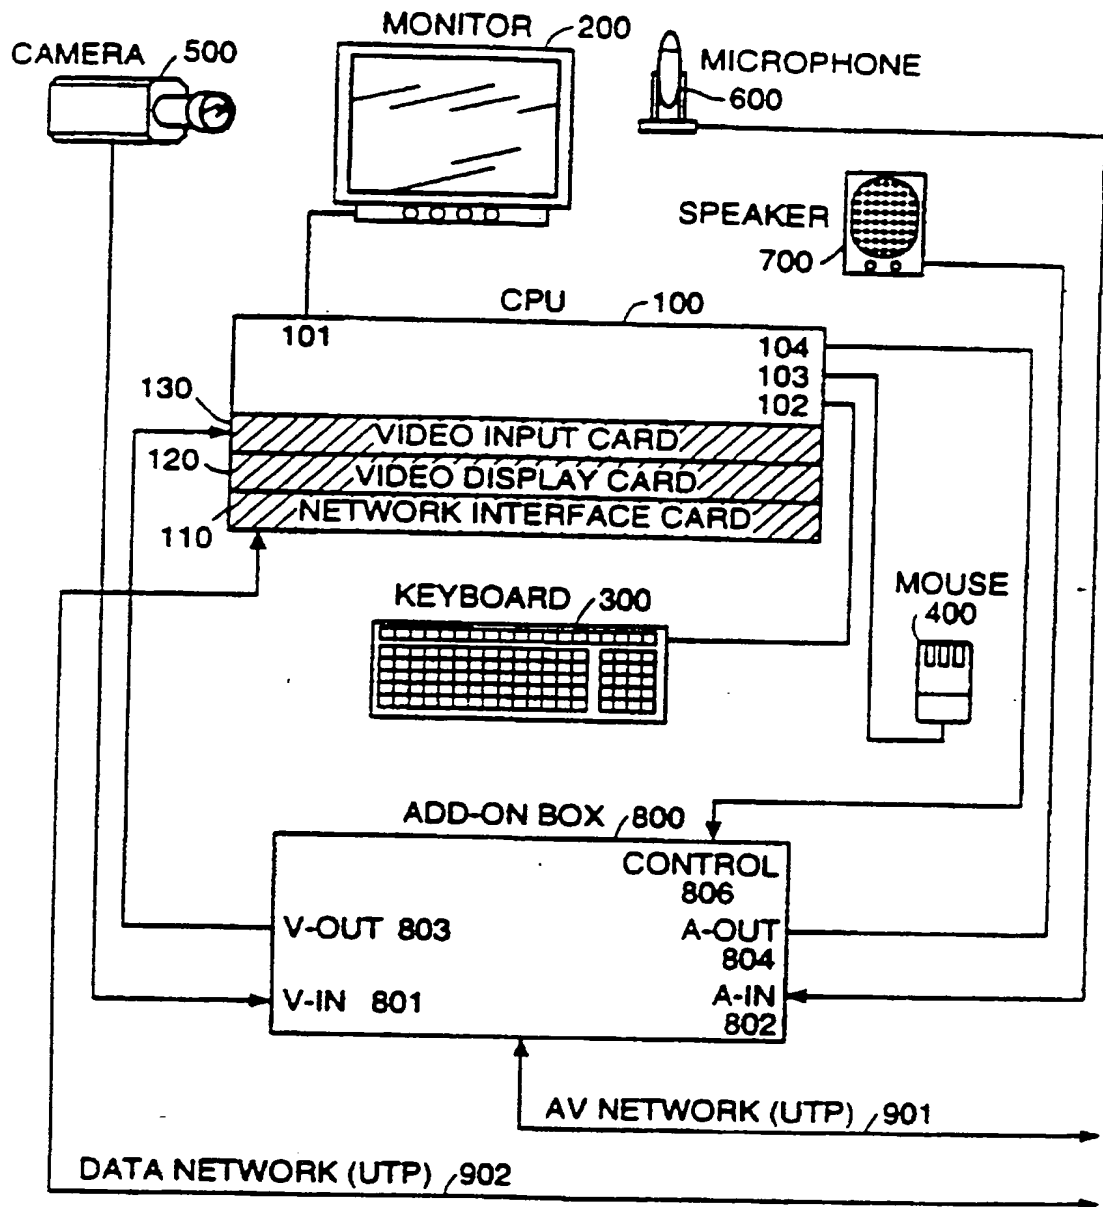 MONITOR 200
CAMERA 500
MICROPHONE
600
SPEAKER
700
CPU 100
101
104
103
102
130
VIDEO INPUT CARD
120
VIDEO DISPLAY CARD
110
NETWORK INTERFACE CARD
KEYBOARD 300
MOUSE
400
ADD-ON BOX 800
CONTROL
806
V-OUT 803
A-OUT
804
V-IN 801
A-IN
802
AV NETWORK (UTP) 901
DATA NETWORK (UTP) 902